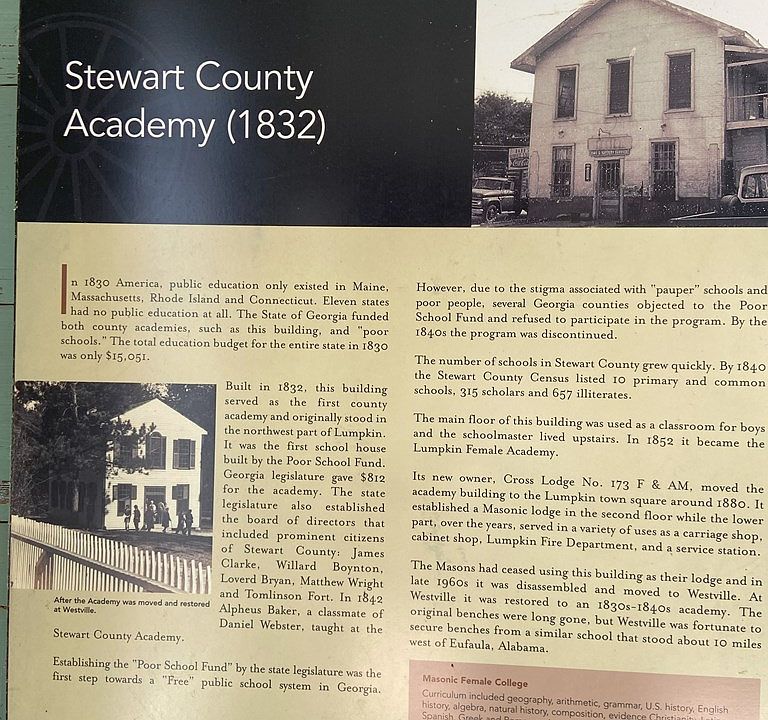 Stewart County
Academy (1832)
In 1830 America, public education only existed in Maine,
Massachusetts, Rhode Island and Connecticut. Eleven states
had no public education at all. The State of Georgia funded
both county academies, such as this building, and "poor
schools." The total education budget for the entire state in 1830
was only $15,051.
Built in 1832, this building
served as the first county
academy and originally stood in
the northwest part of Lumpkin.
It was the first school house
built by the Poor School Fund.
Georgia legislature gave $812
for the academy. The state
legislature also established
the board of directors that
included prominent citizens
of Stewart County: James
Clarke, Willard Boynton,
Loverd Bryan, Matthew Wright
and Tomlinson Fort. In 1842
Alpheus Baker, a classmate of
Daniel Webster, taught at the
Stewart County Academy.
After the Academy was moved and restored
at Westville.
Establishing the "Poor School Fund" by the state legislature was the
first step towards a "Free" public school system in Georgia.
However, due to the stigma associated with "pauper" schools and
poor people, several Georgia counties objected to the Poor
School Fund and refused to participate in the program. By the
1840s the program was discontinued.
The number of schools in Stewart County grew quickly. By 1840
the Stewart County Census listed 10 primary and common
schools, 315 scholars and 657 illiterates.
The main floor of this building was used as a classroom for boys
and the schoolmaster lived upstairs. In 1852 it became the
Lumpkin Female Academy.
Its new owner, Cross Lodge No. 173 F & AM, moved the
academy building to the Lumpkin town square around 1880. It
established a Masonic lodge in the second floor while the lower
part, over the years, served in a variety of uses as a carriage shop,
cabinet shop, Lumpkin Fire Department, and a service station.
The Masons had ceased using this building as their lodge and in
late 1960s it was disassembled and moved to Westville. At
Westville it was restored to an 1830s-1840s academy. The
original benches were long gone, but Westville was fortunate to
secure benches from a similar school that stood about 10 miles
west of Eufaula, Alabama.
Masonic Female College
Curriculum included geography, arithmetic, grammar, U.S. history, English
history, algebra, natural history, composition, evidence Christianity
Spanish, Greek and